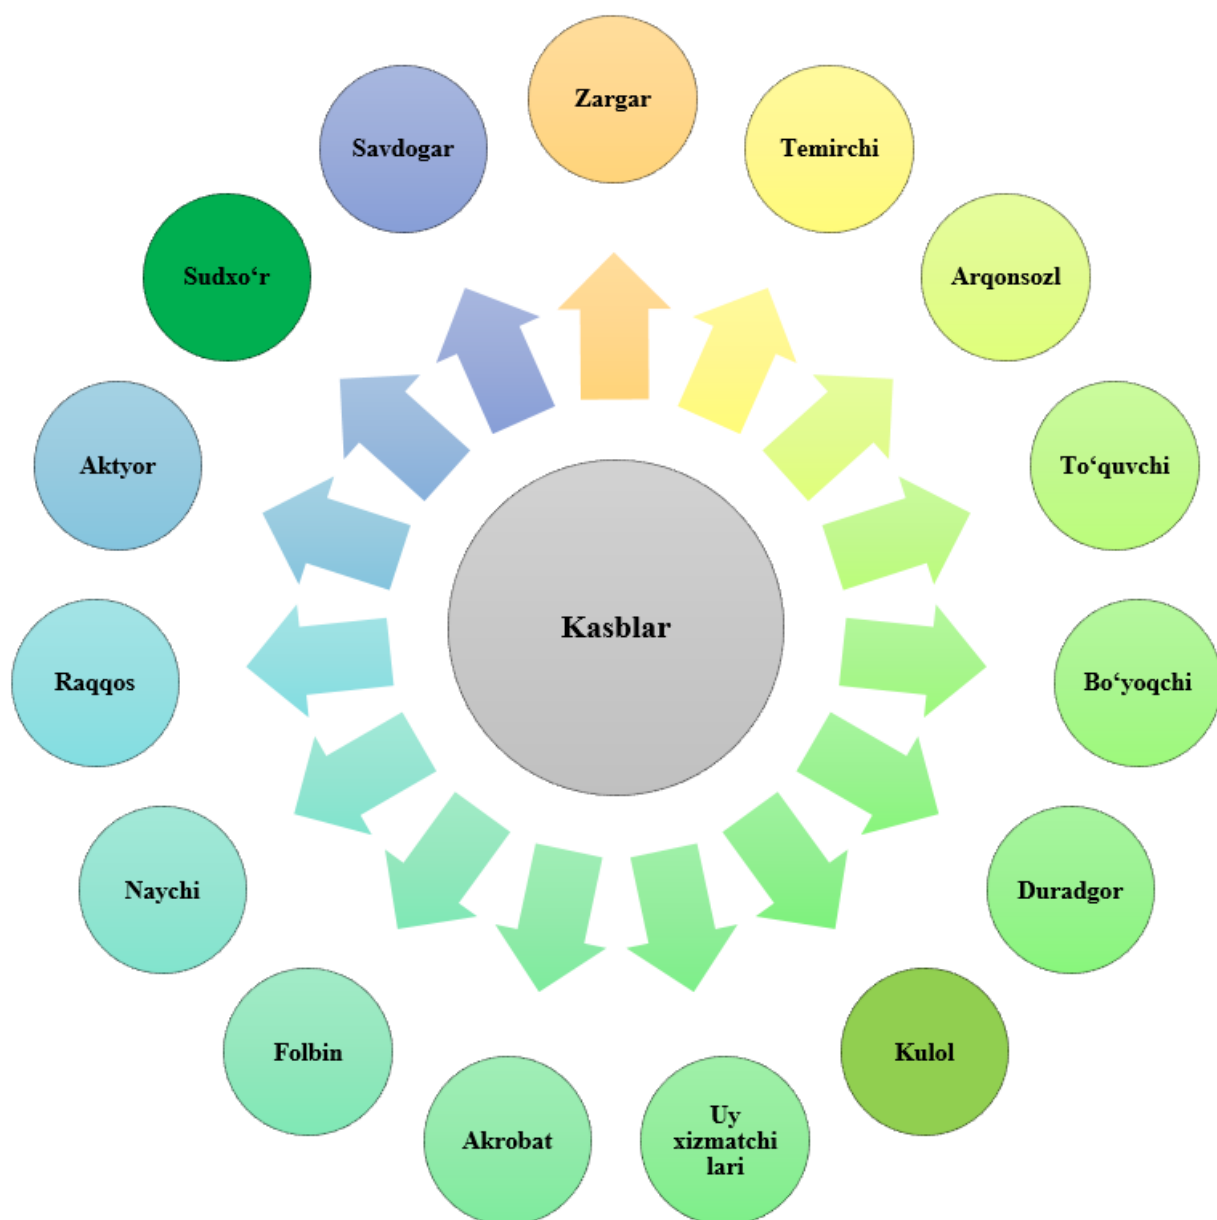 Zargar
Temirchi
Arqonsozl
To‘quvchi
Bo‘yoqchi
Duradgor
Kulol
Uy
xizmatchi
lari
Akrobat
Folbin
Naychi
Raqqos
Aktyor
Sudxo‘r
Savdogar
Kasblar